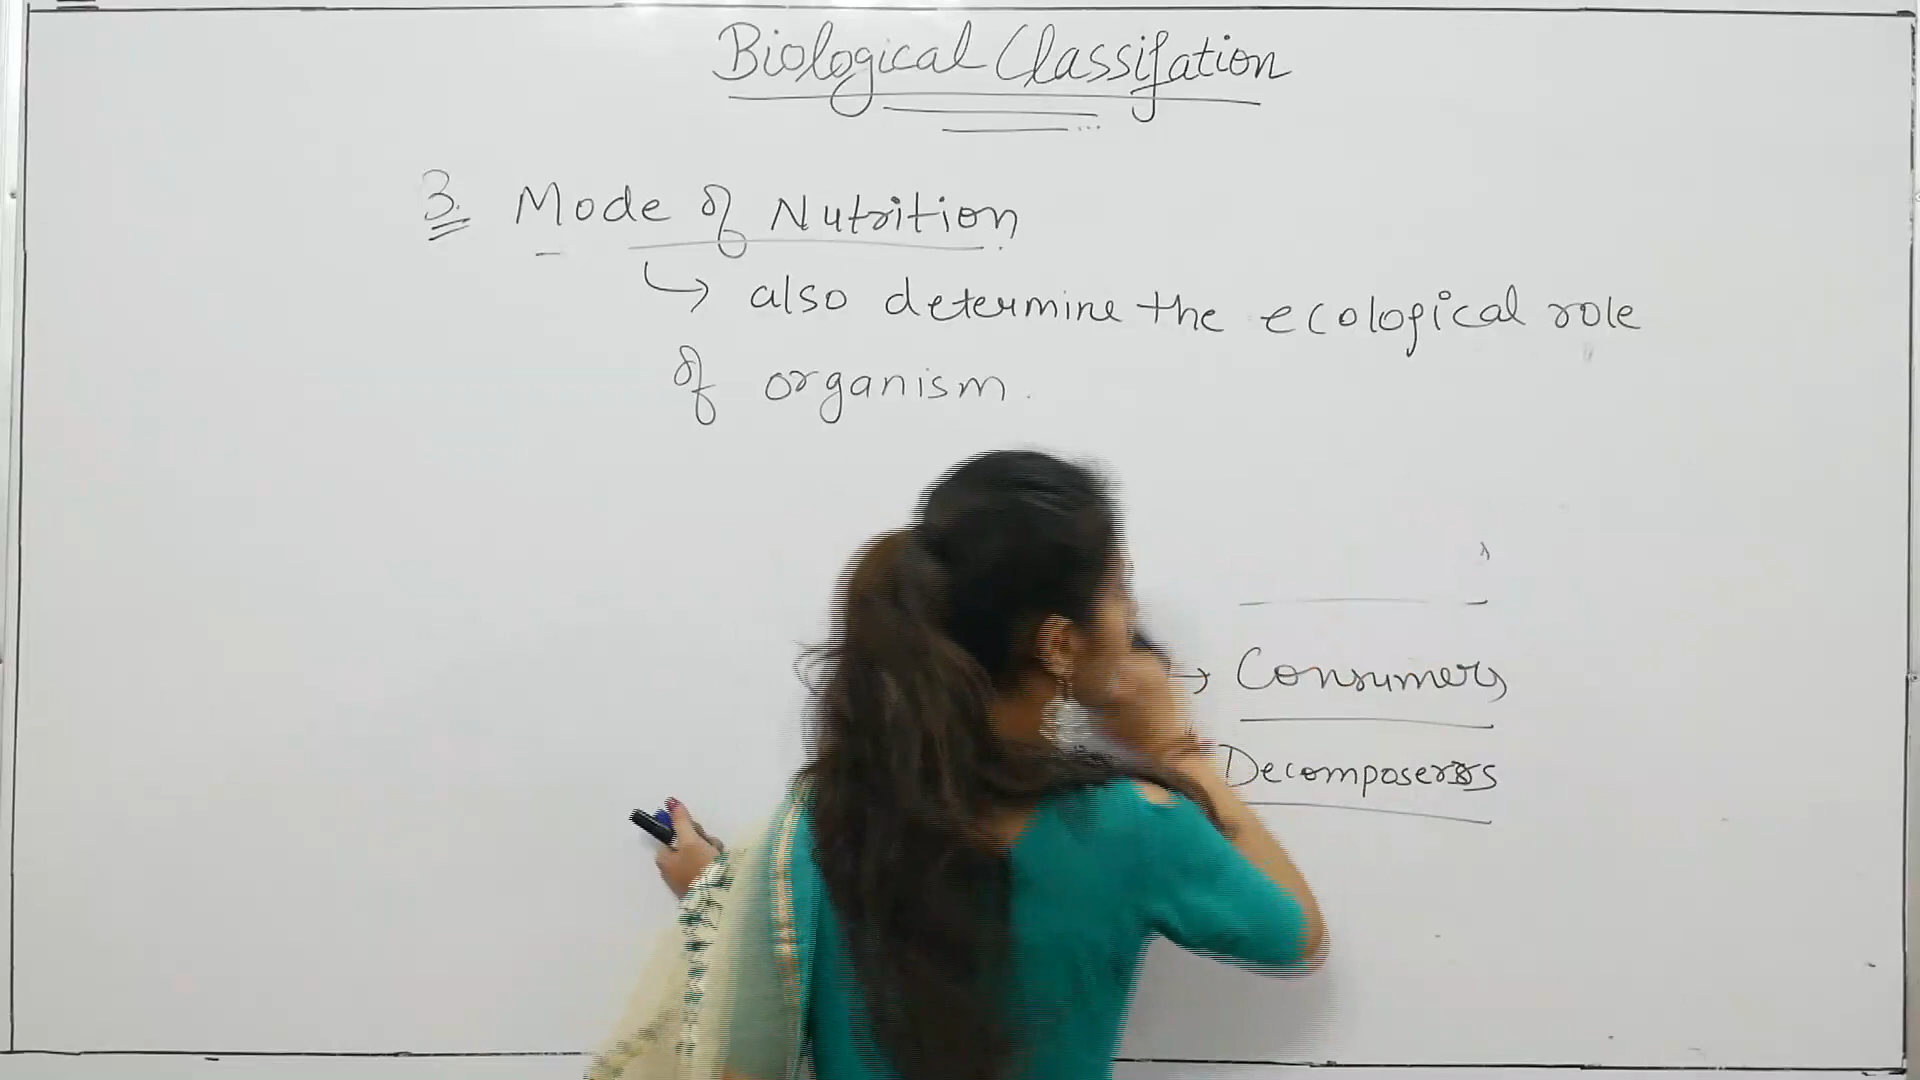 Biological Classifation
3. Mode of Nutrition
↳ also determine the ecological role
of organism.
→ Consumers
Decomposers